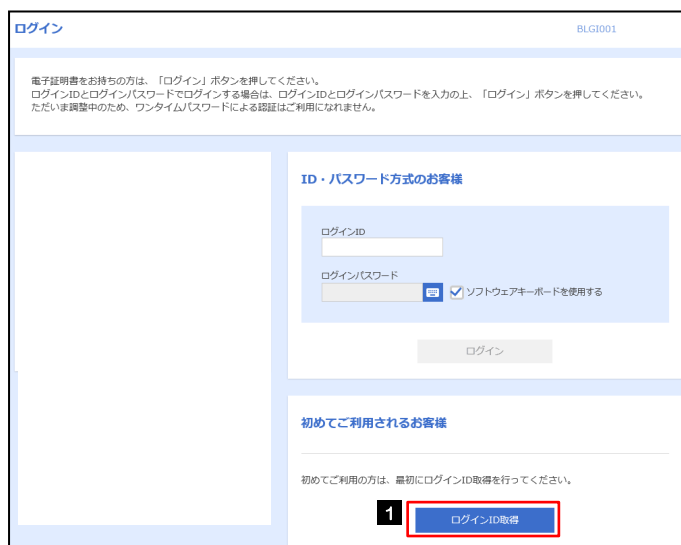 ログイン
BLGI001
電子証明書をお持ちの方は、「ログイン」ボタンを押してください。
ログインIDとログインパスワードでログインする場合は、ログインIDとログインパスワードを入力の上、「ログイン」ボタンを押してください。
ただいま調整中のため、ワンタイムパスワードによる認証はご利用になれません。
ID・パスワード方式のお客様
ログインID
ログインパスワード
ソフトウェアキーボードを使用する
ログイン
初めてご利用されるお客様
初めてご利用の方は、最初にログインID取得を行ってください。
1
ログインID取得